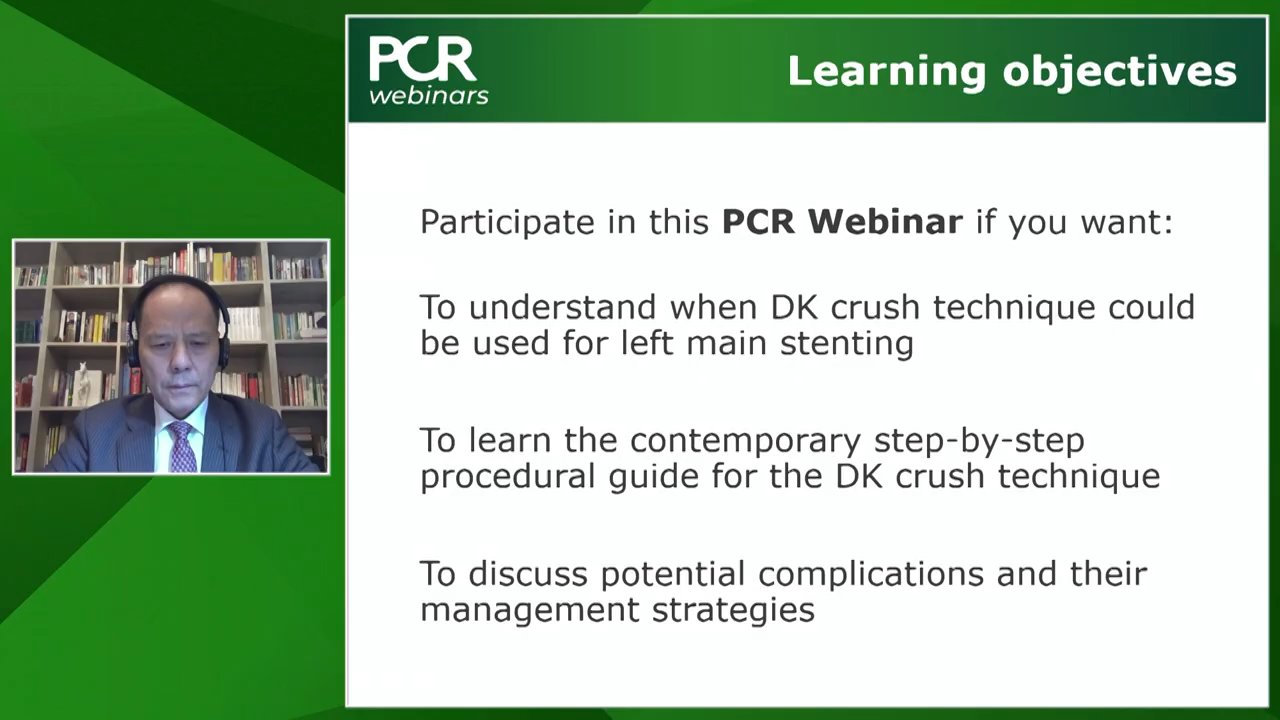 PCR
webinars
Learning objectives
Participate in this PCR Webinar if you want:
To understand when DK crush technique could
be used for left main stenting
To learn the contemporary step-by-step
procedural guide for the DK crush technique
To discuss potential complications and their
management strategies